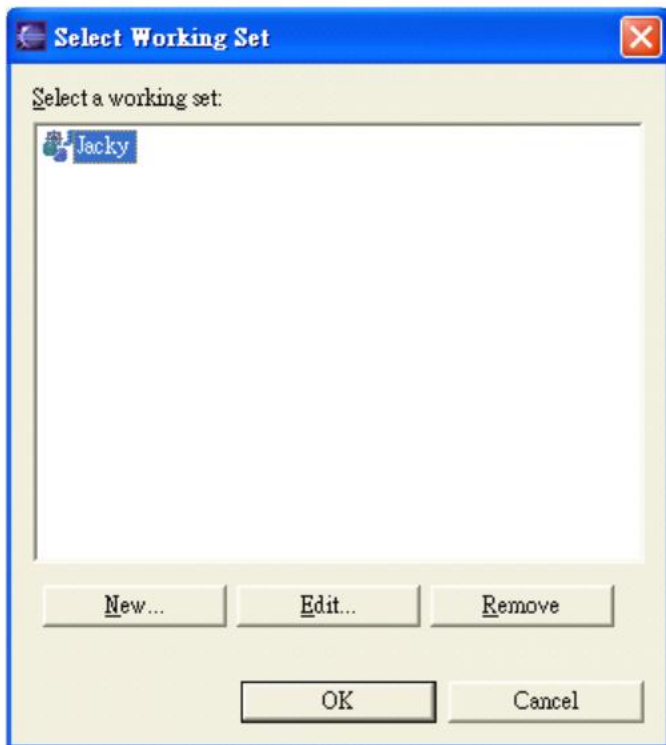 Select Working Set
Select a working set:
Jacky
New... Edit... Remove
OK Cancel